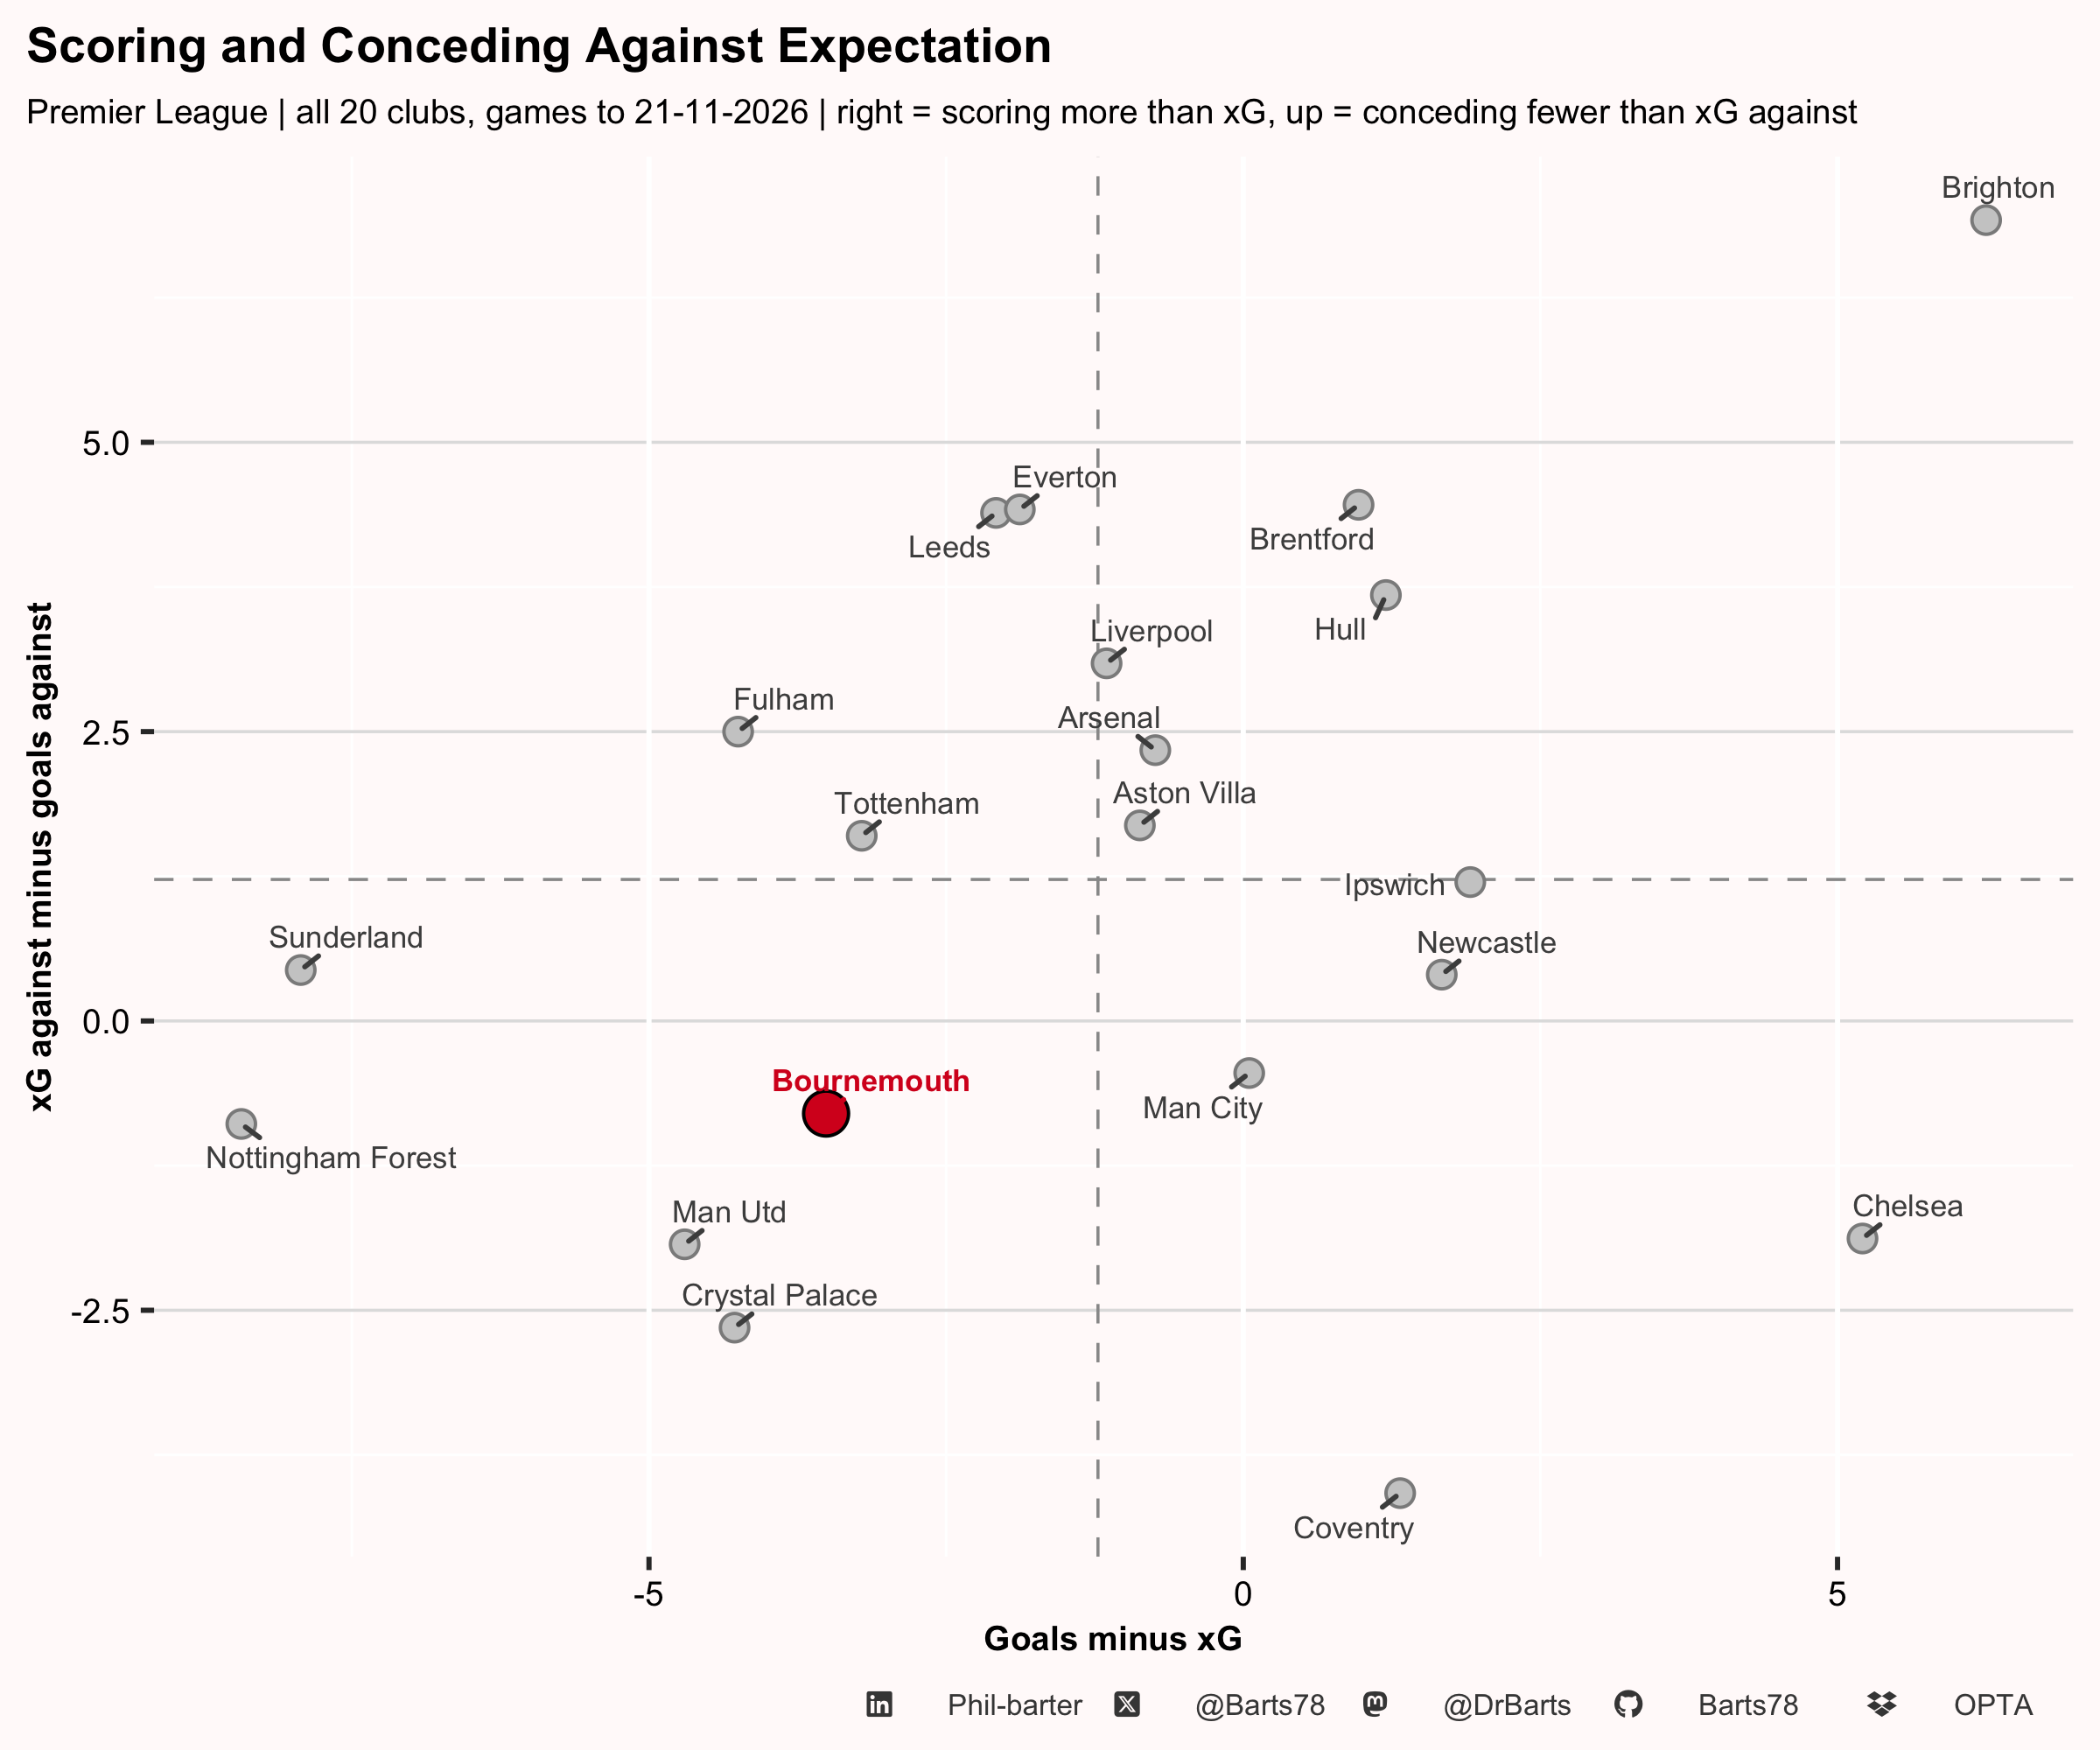 Scoring and Conceding Against Expectation
Premier League | all 20 clubs, games to 21-11-2026 | right = scoring more than xG, up = conceding fewer than xG against
Brighton
5.0
Everton
Leeds
Brentford
Hull
Liverpool
Fulham
Arsenal
2.5
Aston Villa
Tottenham
Ipswich
Sunderland
Newcastle
0.0
Bournemouth
Man City
Nottingham Forest
Man Utd
Chelsea
Crystal Palace
-2.5
Coventry
xG against minus goals against
-5 0 5
Goals minus xG
Phil-barter @Barts78 @DrBarts Barts78 OPTA